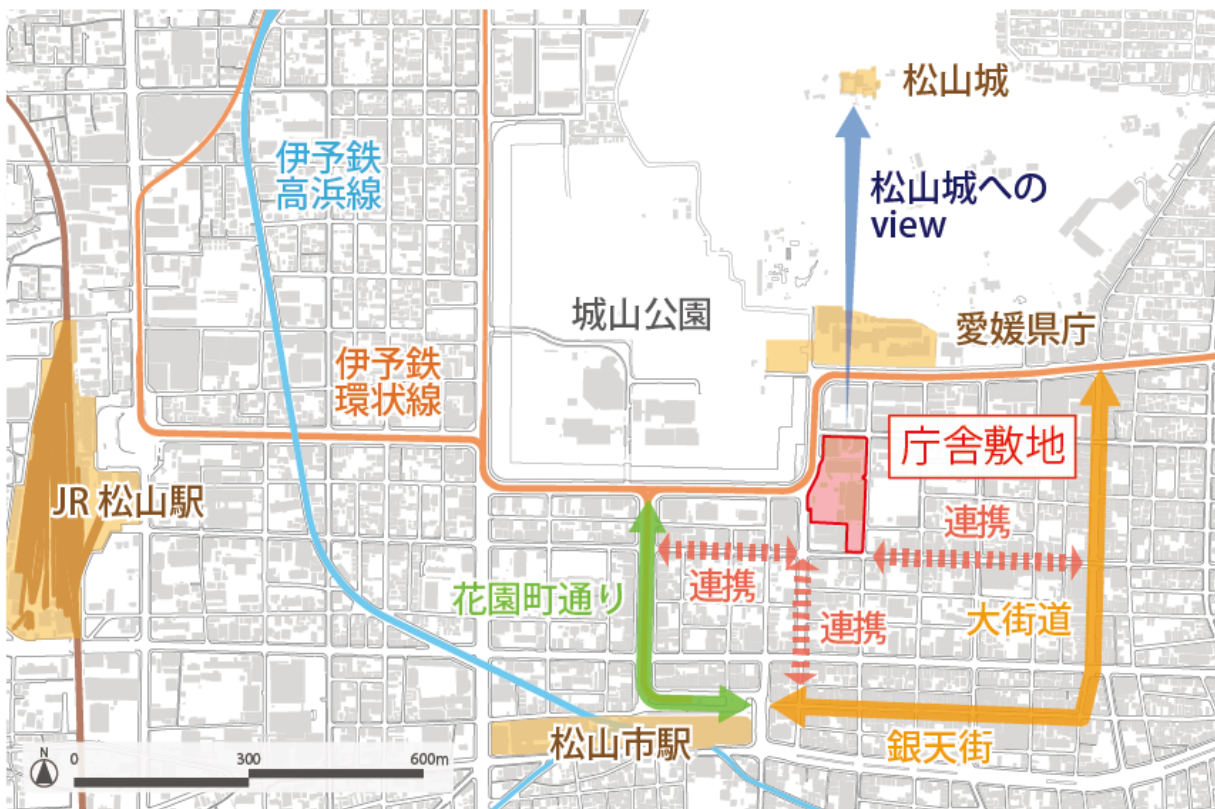 松山城
伊予鉄
高浜線
松山城への
view
城山公園
愛媛県庁
伊予鉄
環状線
庁舎敷地
JR 松山駅
連携
連携
花園町通り
連携
大街道
松山市駅
銀天街
N
0
300
600m